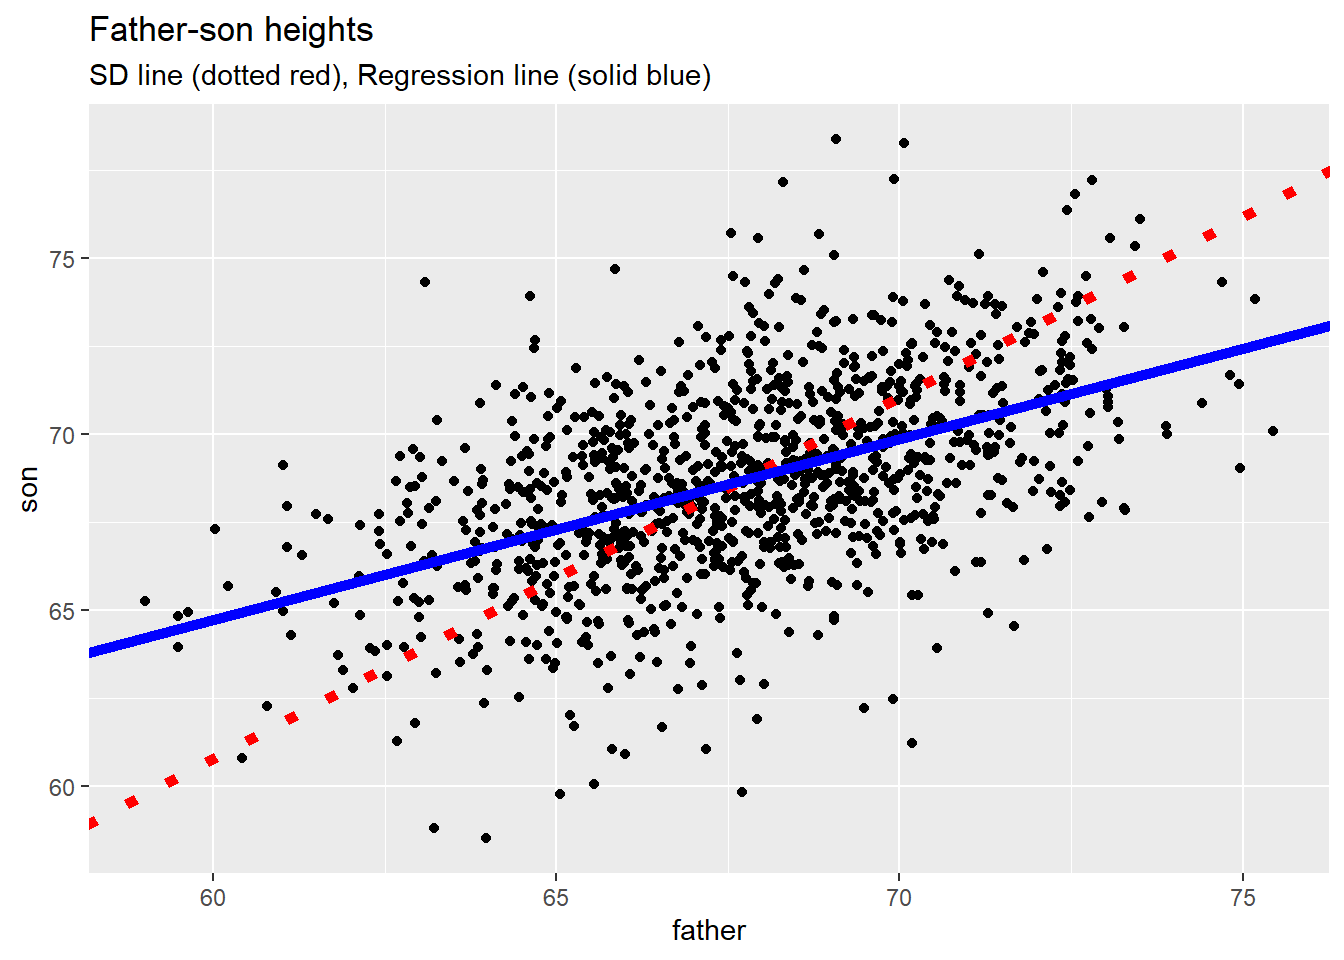 Father-son heights
SD line (dotted red), Regression line (solid blue)
75
70
65
60
son
60 65 70 75
father